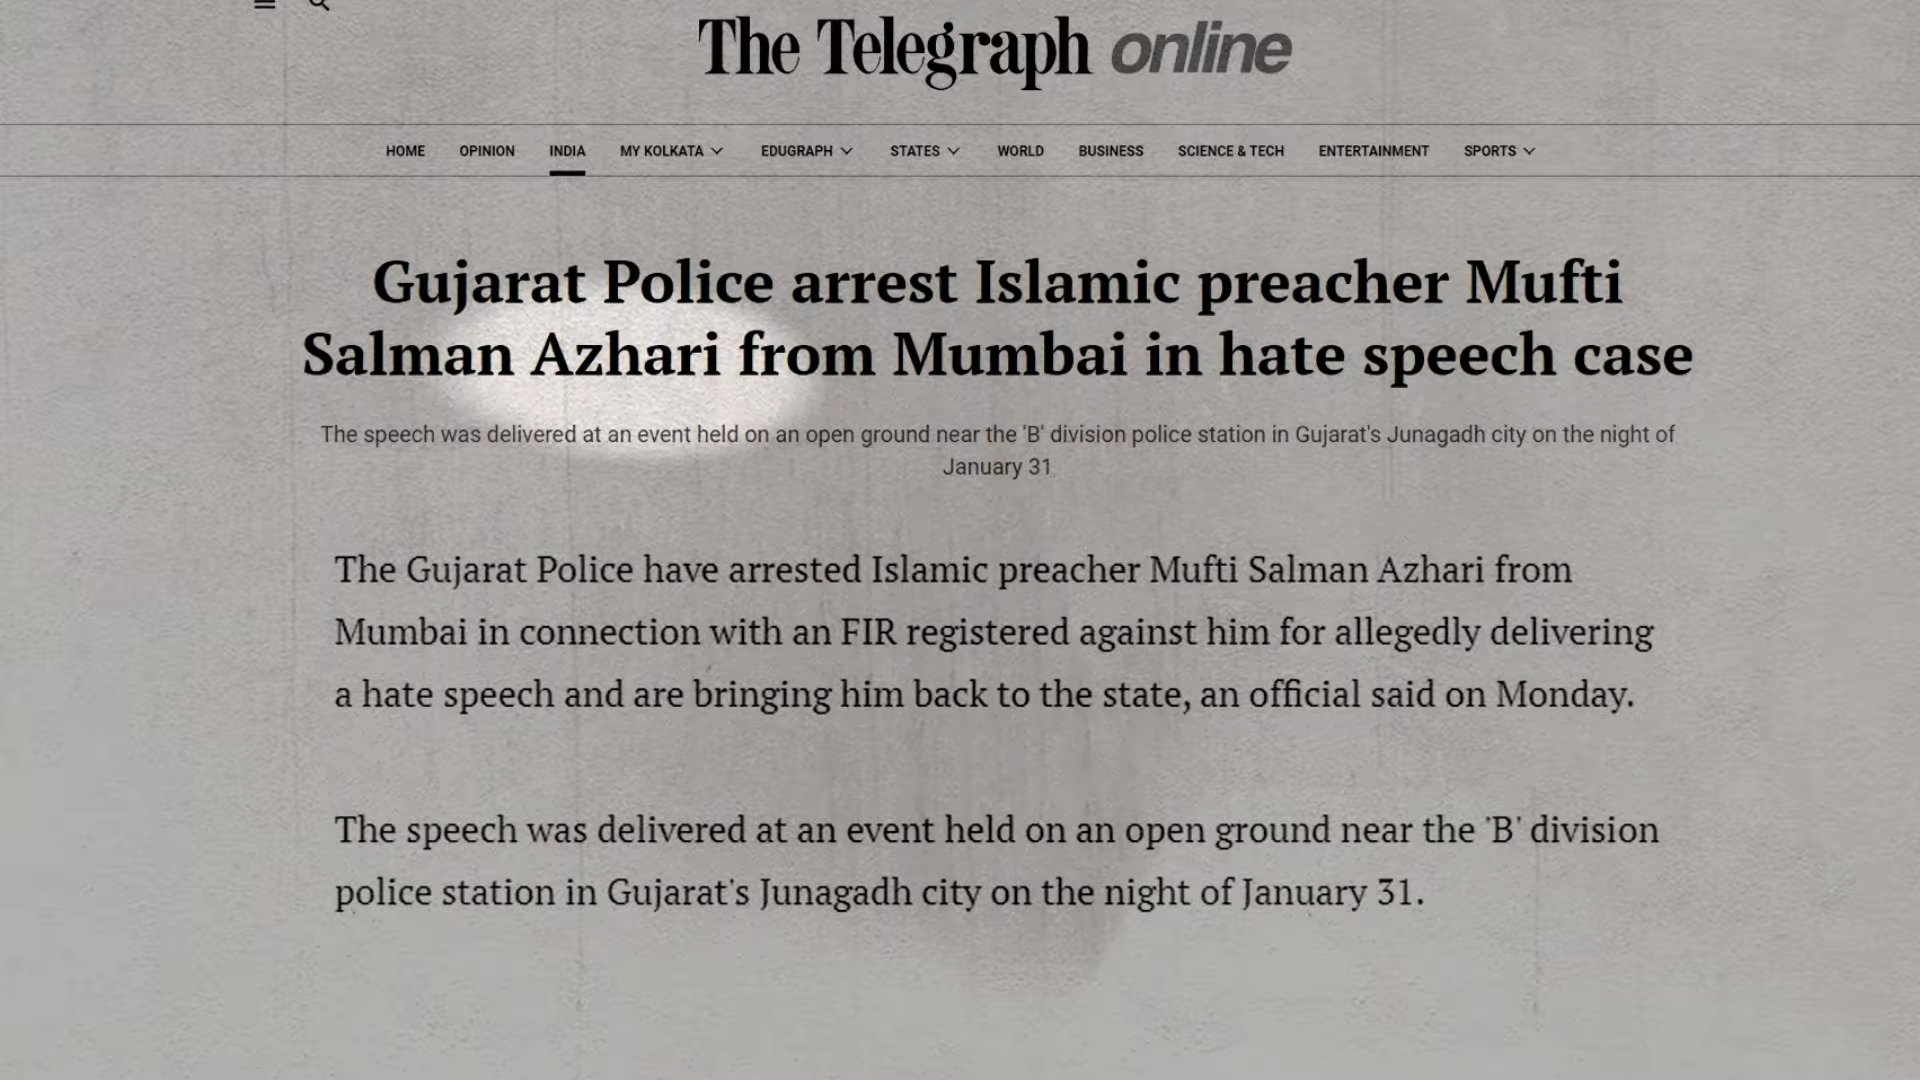 The Telegraph online
HOME OPINION INDIA MY KOLKATA EDUGRAPH STATES WORLD BUSINESS SCIENCE & TECH ENTERTAINMENT SPORTS
Gujarat Police arrest Islamic preacher Mufti
Salman Azhari from Mumbai in hate speech case
The speech was delivered at an event held on an open ground near the 'B' division police station in Gujarat's Junagadh city on the night of
January 31
The Gujarat Police have arrested Islamic preacher Mufti Salman Azhari from
Mumbai in connection with an FIR registered against him for allegedly delivering
a hate speech and are bringing him back to the state, an official said on Monday.
The speech was delivered at an event held on an open ground near the 'B' division
police station in Gujarat's Junagadh city on the night of January 31.